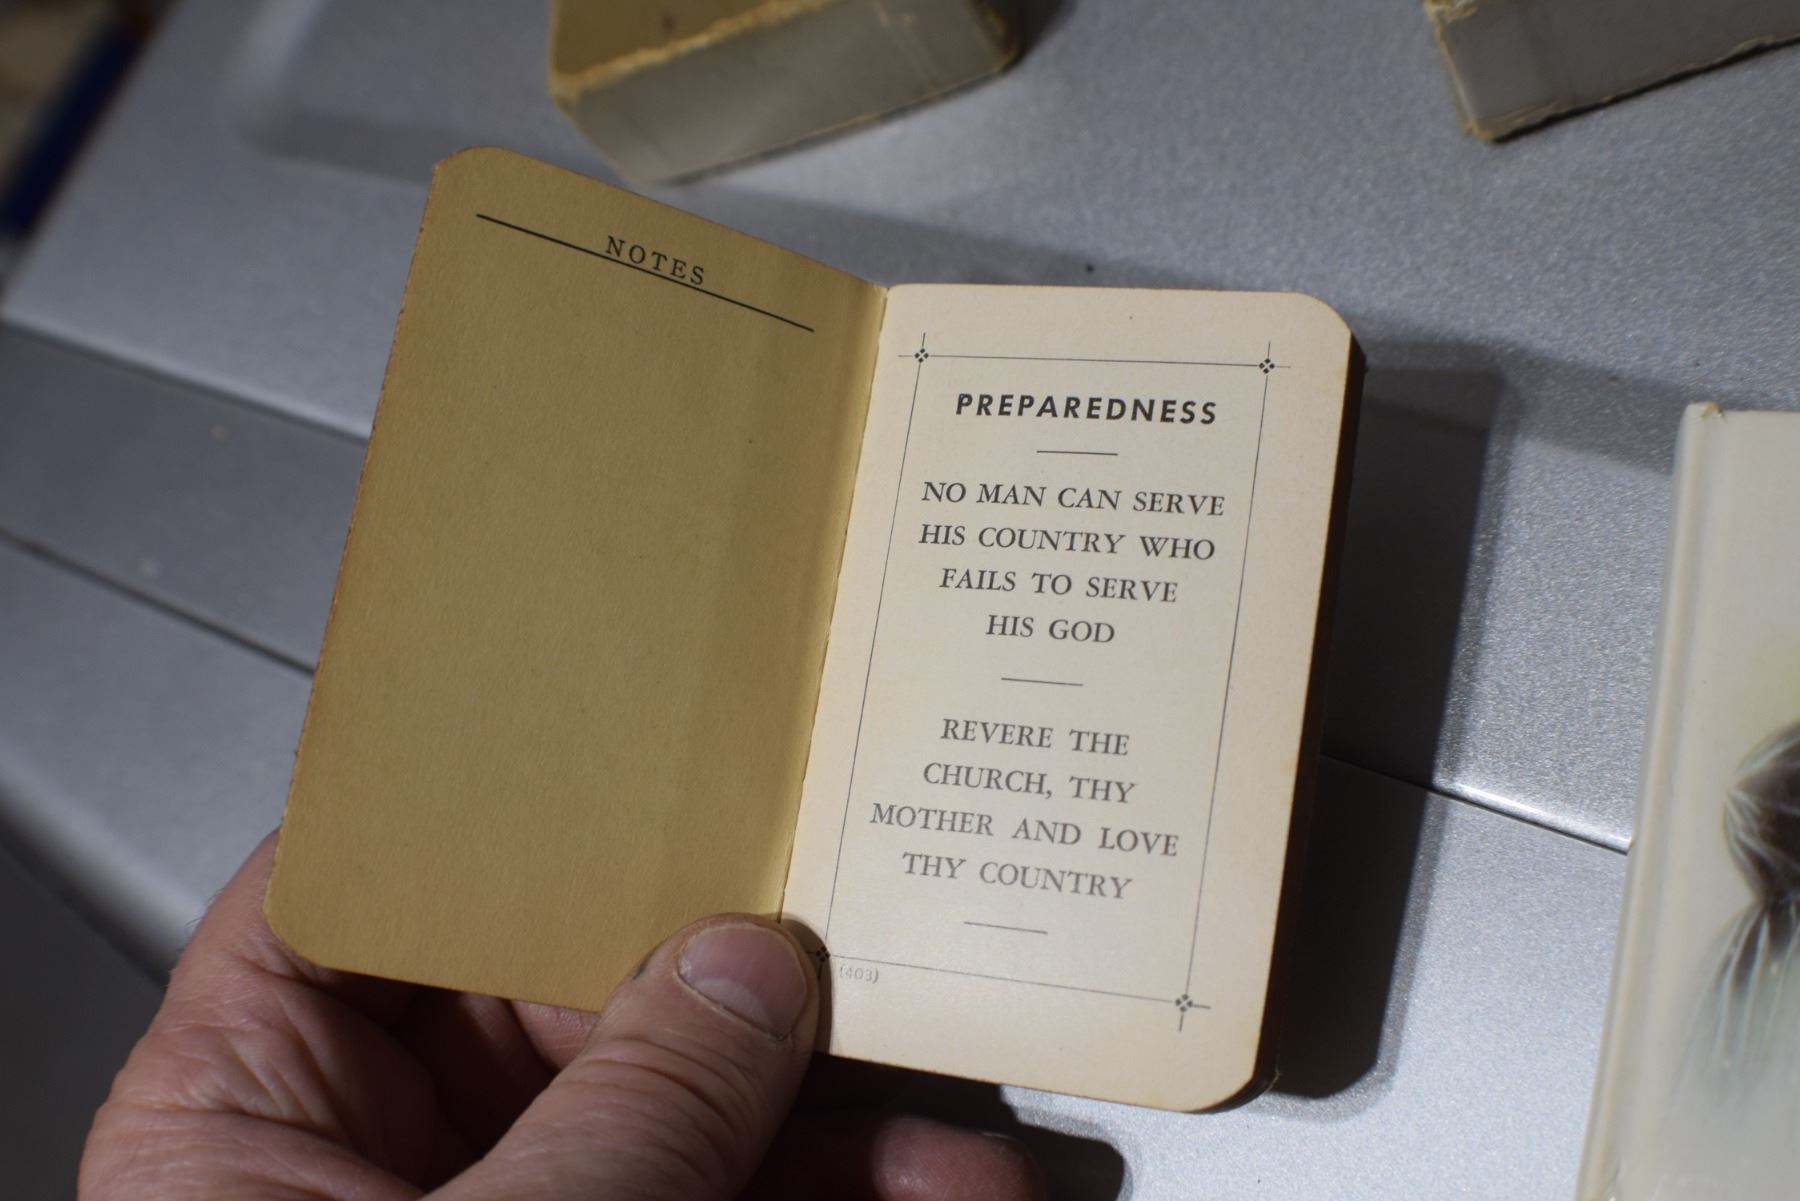 NOTES
PREPAREDNESS
NO MAN CAN SERVE
HIS COUNTRY WHO
FAILS TO SERVE
HIS GOD
REVERE THE
CHURCH, THY
MOTHER AND LOVE
THY COUNTRY
(403)